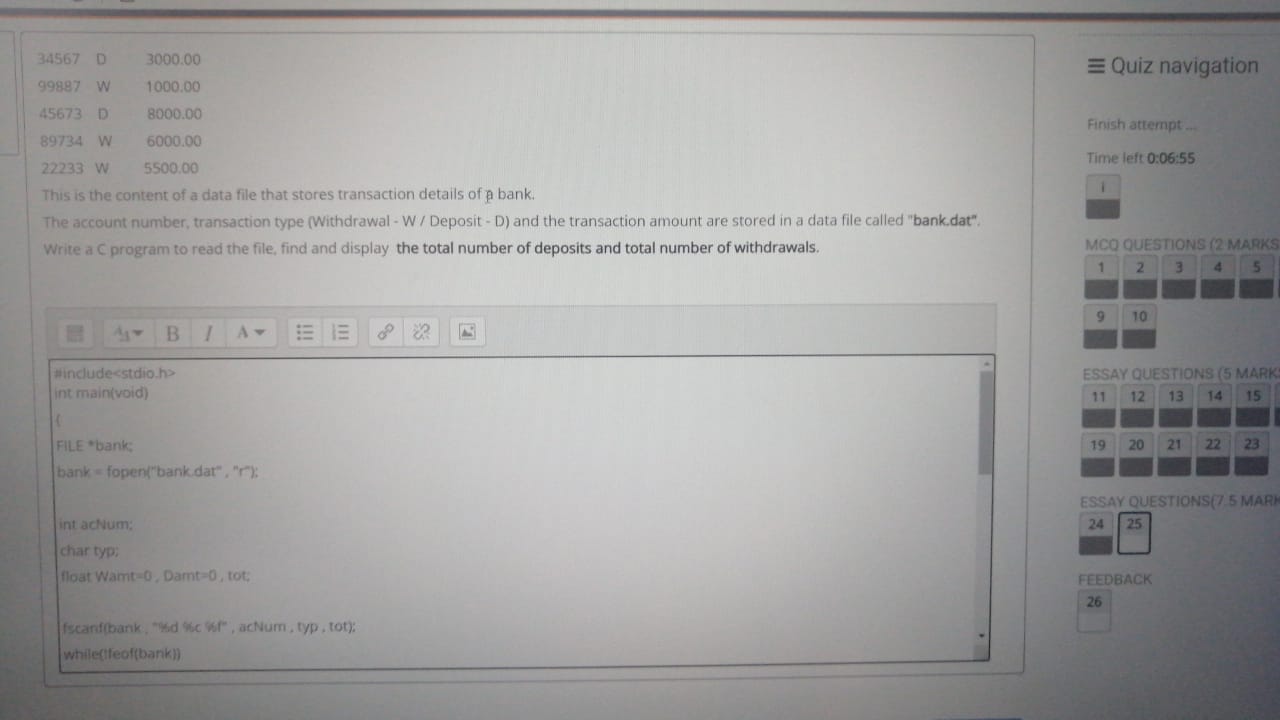 34567 D 3000.00
99887 W 1000.00
45673 D 8000.00
89734 W 6000.00
22233 W 5500.00
This is the content of a data file that stores transaction details of a bank.
The account number, transaction type (Withdrawal - W / Deposit - D) and the transaction amount are stored in a data file called "bank.dat".
Write a C program to read the file, find and display the total number of deposits and total number of withdrawals.
B I A
#include<stdio.h>
int main(void)
{
FILE *bank;
bank = fopen("bank.dat" , "r");
int acNum;
char typ;
float Wamt=0 , Damt=0 , tot;
fscanf(bank , "%d %c %f" , acNum , typ , tot);
while(!feof(bank))
Quiz navigation
Finish attempt ...
Time left 0:06:55
i
MCQ QUESTIONS (2 MARKS
1 2 3 4 5
9 10
ESSAY QUESTIONS (5 MARK
11 12 13 14 15
19 20 21 22 23
ESSAY QUESTIONS(7.5 MAR
24 25
FEEDBACK
26